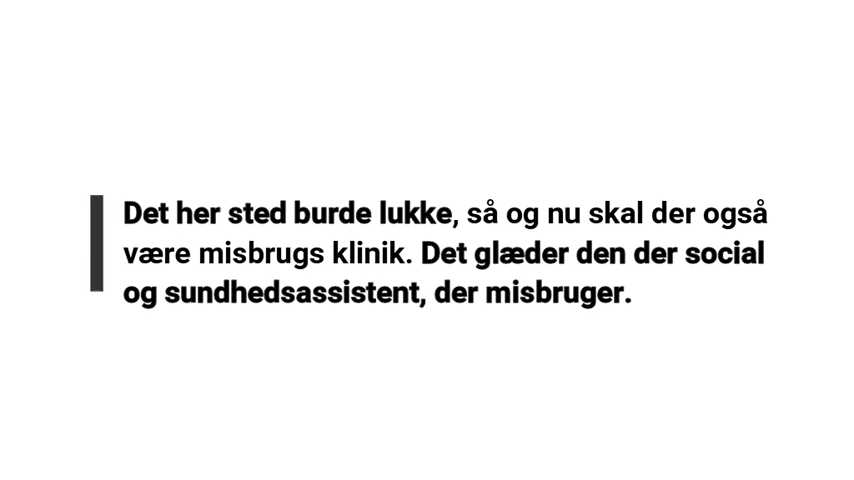 Det her sted burde lukke, så og nu skal der også
være misbrugs klinik. Det glæder den der social
og sundhedsassistent, der misbruger.